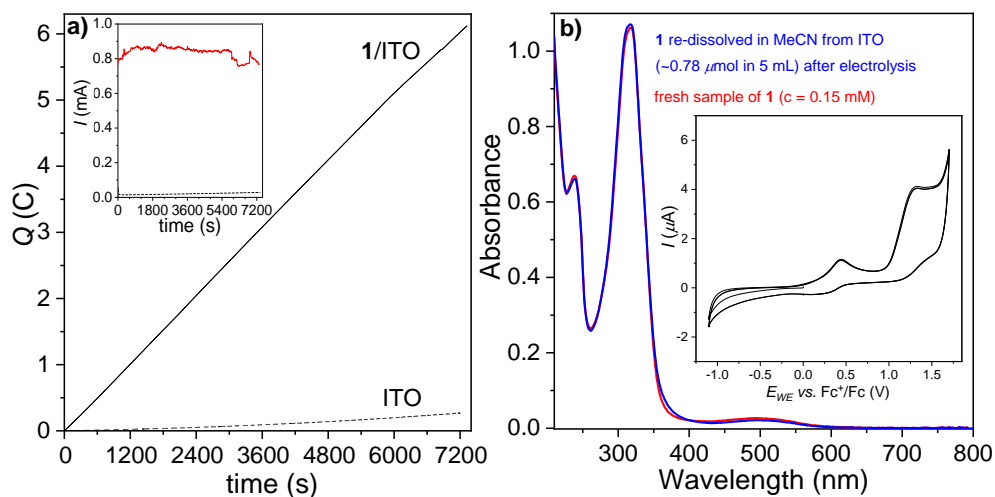 a)
Q (C)
6
5
4
3
2
1
0
0 1200 2400 3600 4800 6000 7200
time (s)
1/ITO
ITO
I (mA)
1.0
0.8
0.6
0.4
0.2
0.0
0 1800 3600 5400 7200
time (s)
b)
Absorbance
1.0
0.8
0.6
0.4
0.2
0.0
300 400 500 600 700 800
Wavelength (nm)
1 re-dissolved in MeCN from ITO
(~0.78 μmol in 5 mL) after electrolysis
fresh sample of 1 (c = 0.15 mM)
I (μA)
6
4
2
0
-2
-1.0 -0.5 0.0 0.5 1.0 1.5
E_WE vs. Fc⁺/Fc (V)